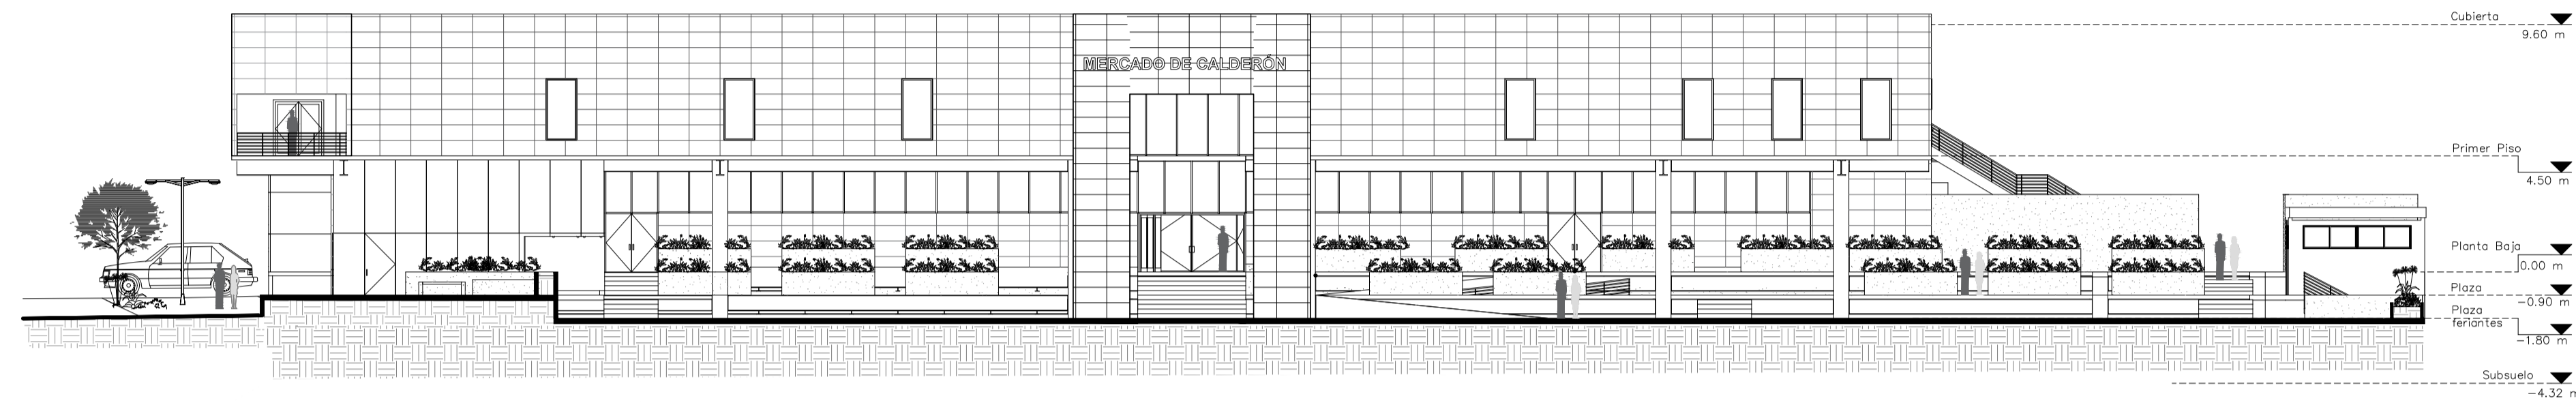 Cubierta
9.60 m
MERCADO DE CALDERÓN
Primer Piso
4.50 m
Planta Baja
0.00 m
Plaza
-0.90 m
Plaza
feriantes
-1.80 m
Subsuelo
-4.32 m